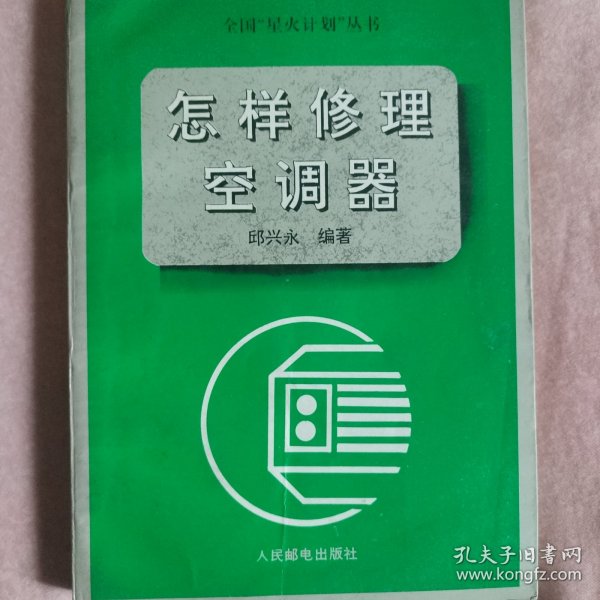 全国“星火计划”丛书
怎样修理
空调器
邱兴永 编著
人民邮电出版社
孔夫子旧书网
www.kongfz.com